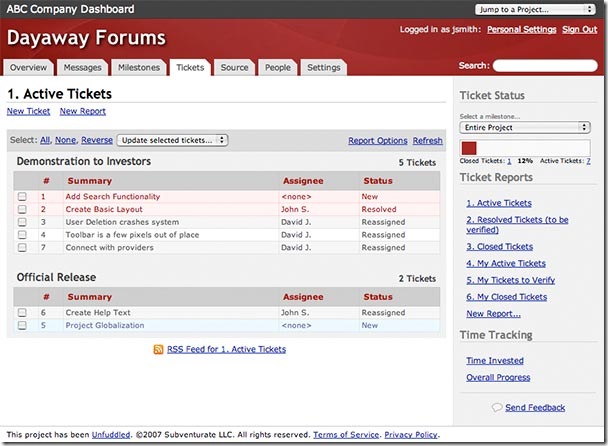 ABC Company Dashboard
Jump to a Project...
Dayaway Forums
Logged in as jsmith: Personal Settings Sign Out
Overview Messages Milestones Tickets Source People Settings
Search:
1. Active Tickets
New Ticket New Report
Select: All, None, Reverse Update selected tickets... Report Options Refresh
Demonstration to Investors 5 Tickets
# Summary Assignee Status
1 Add Search Functionality <none> New
2 Create Basic Layout John S. Resolved
3 User Deletion crashes system David J. Reassigned
4 Toolbar is a few pixels out of place David J. Reassigned
7 Connect with providers David J. Reassigned
Official Release 2 Tickets
# Summary Assignee Status
6 Create Help Text John S. Reassigned
5 Project Globalization <none> New
RSS Feed for 1. Active Tickets
Ticket Status
Select a milestone...
Entire Project
Closed Tickets: 1 12% Active Tickets: 7
Ticket Reports
1. Active Tickets
2. Resolved Tickets (to be
verified)
3. Closed Tickets
4. My Active Tickets
5. My Tickets to Verify
6. My Closed Tickets
New Report...
Time Tracking
Time Invested
Overall Progress
Send Feedback
This project has been Unfuddled. ©2007 Subventurate LLC. All rights reserved. Terms of Service. Privacy Policy.